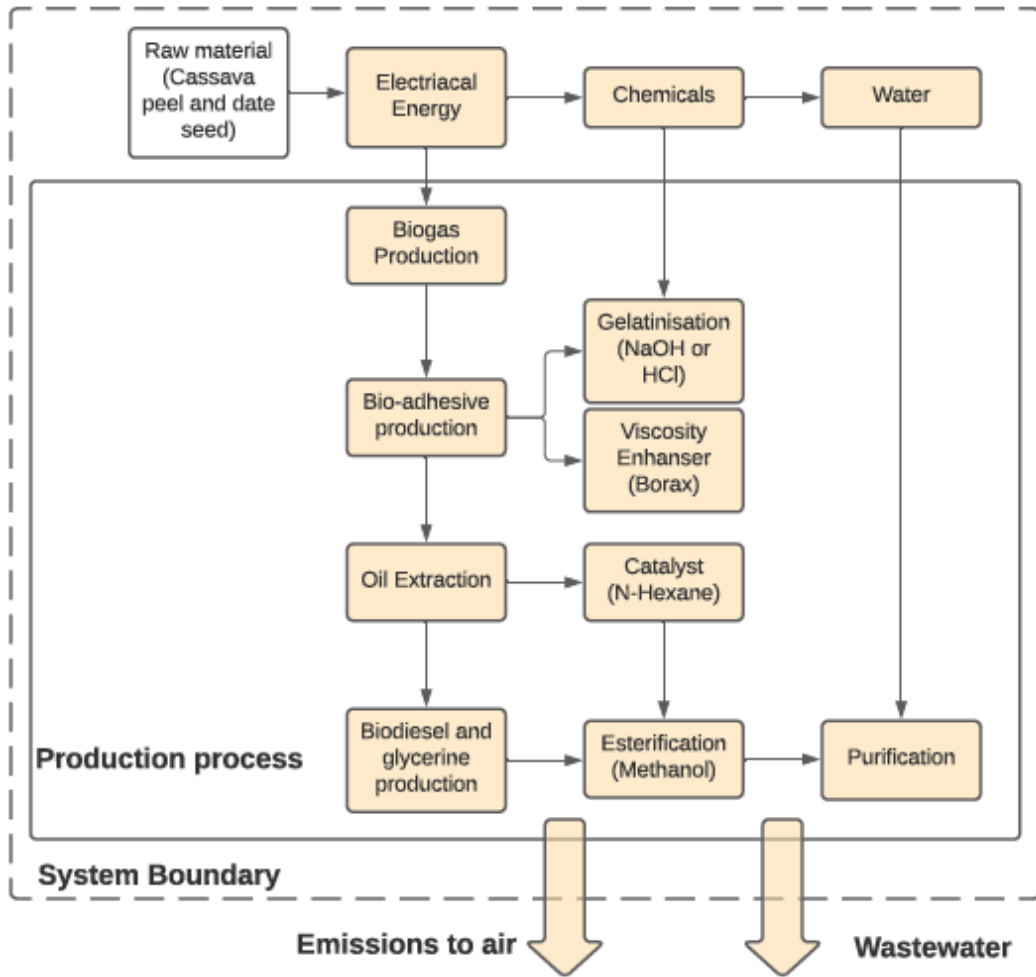 Raw material
(Cassava
peel and date
seed)
Electriacal
Energy
Chemicals
Water
Biogas
Production
Gelatinisation
(NaOH or
HCl)
Bio-adhesive
production
Viscosity
Enhanser
(Borax)
Oil Extraction
Catalyst
(N-Hexane)
Biodiesel and
glycerine
production
Esterification
(Methanol)
Purification
Production process
System Boundary
Emissions to air
Wastewater